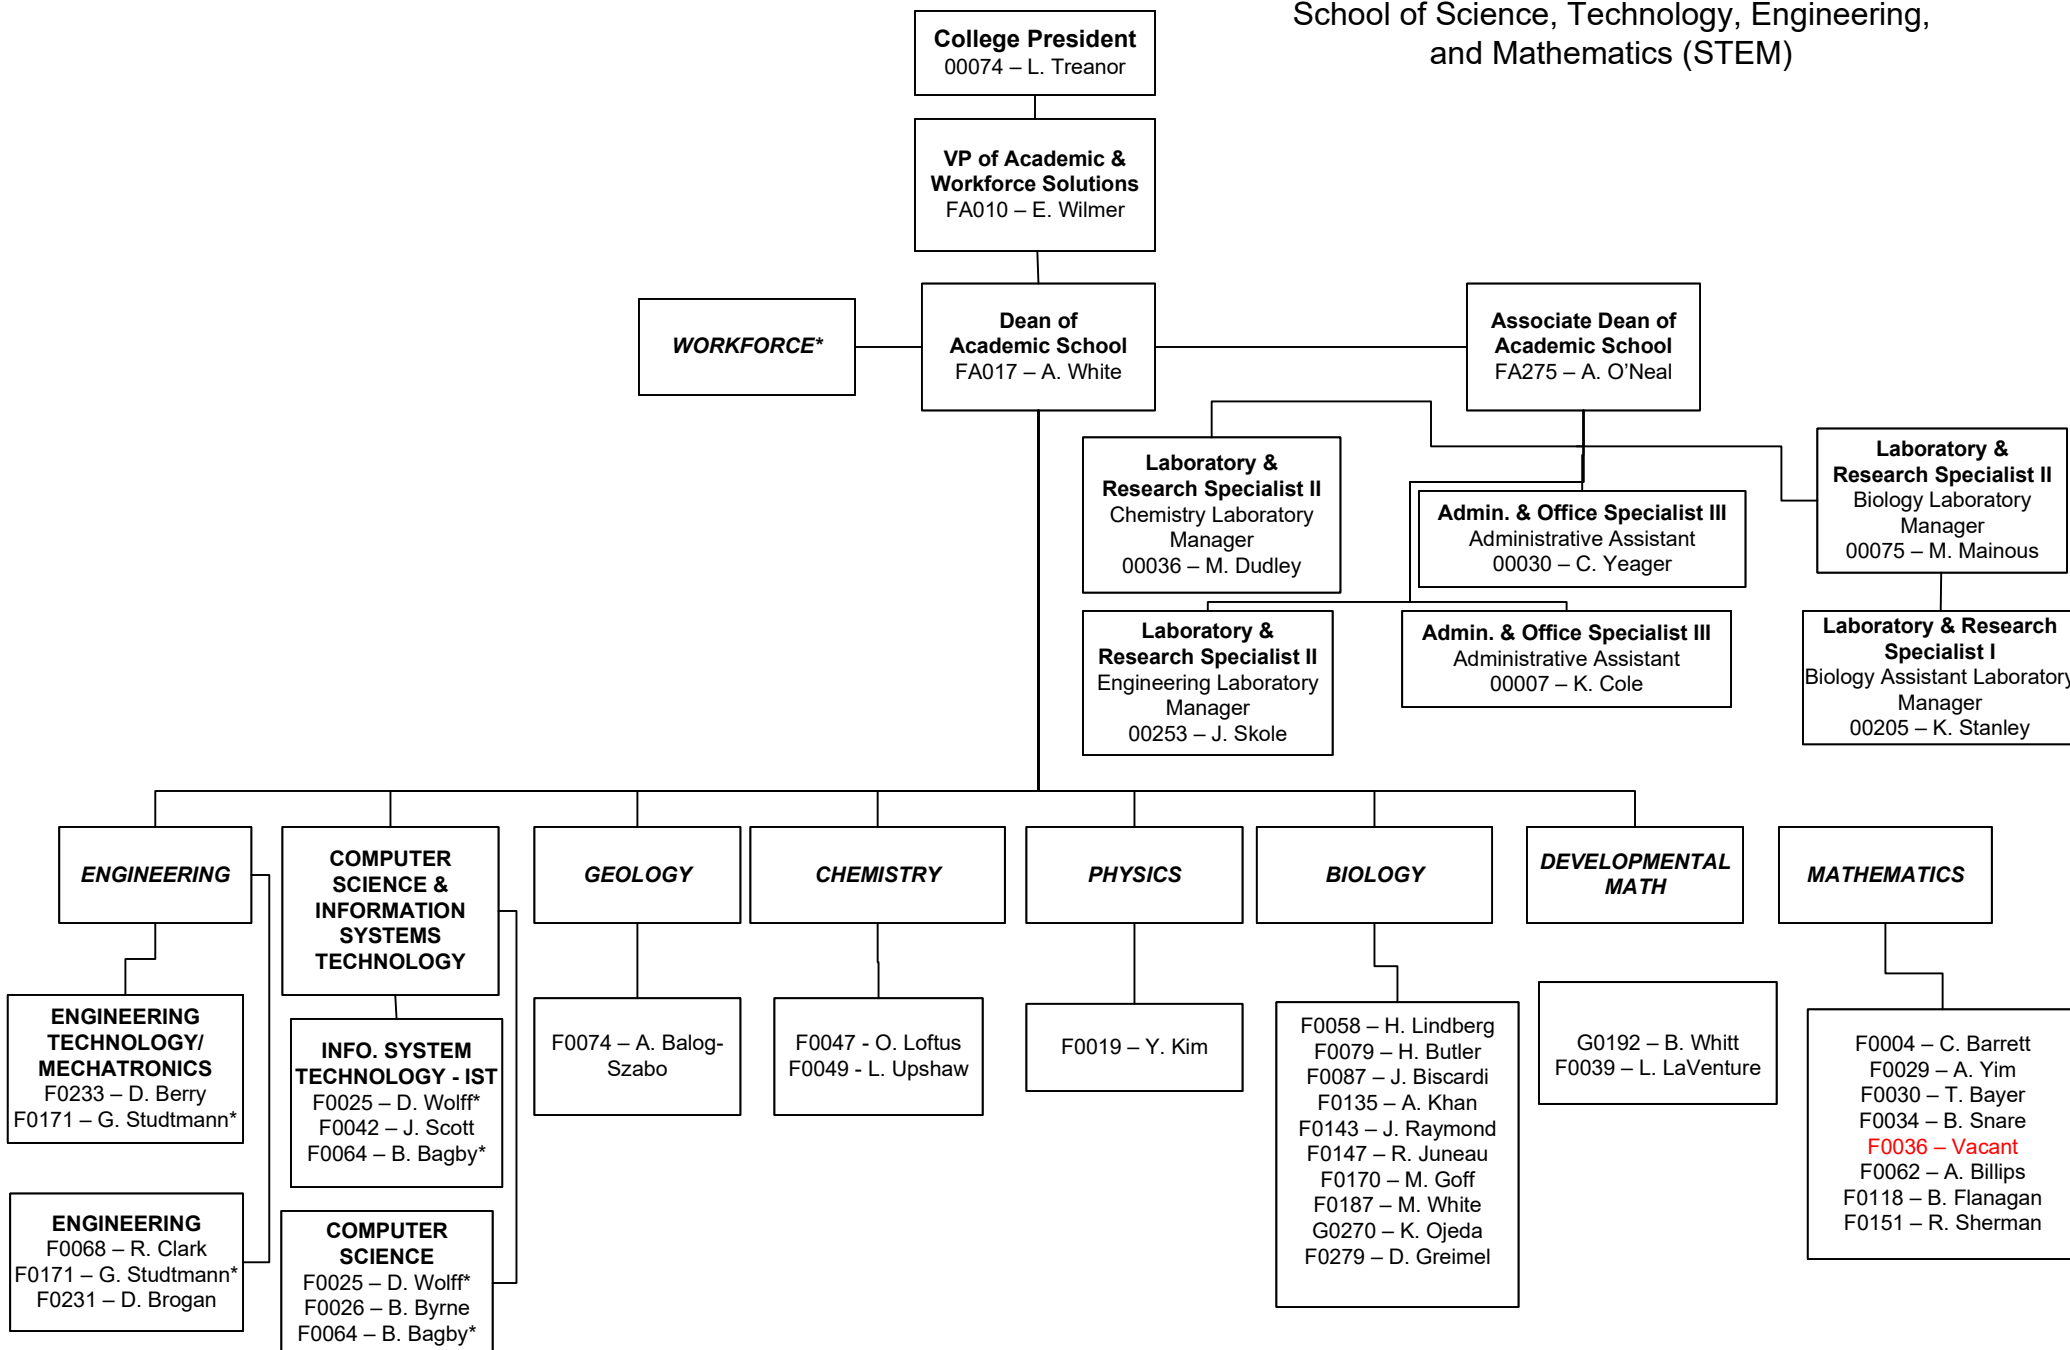 School of Science, Technology, Engineering,
and Mathematics (STEM)
College President
00074 – L. Treanor
VP of Academic &
Workforce Solutions
FA010 – E. Wilmer
WORKFORCE*
Dean of
Academic School
FA017 – A. White
Associate Dean of
Academic School
FA275 – A. O’Neal
Laboratory &
Research Specialist II
Chemistry Laboratory
Manager
00036 – M. Dudley
Admin. & Office Specialist III
Administrative Assistant
00030 – C. Yeager
Laboratory &
Research Specialist II
Biology Laboratory
Manager
00075 – M. Mainous
Laboratory &
Research Specialist II
Engineering Laboratory
Manager
00253 – J. Skole
Admin. & Office Specialist III
Administrative Assistant
00007 – K. Cole
Laboratory & Research
Specialist I
Biology Assistant Laboratory
Manager
00205 – K. Stanley
ENGINEERING
COMPUTER
SCIENCE &
INFORMATION
SYSTEMS
TECHNOLOGY
GEOLOGY
CHEMISTRY
PHYSICS
BIOLOGY
DEVELOPMENTAL
MATH
MATHEMATICS
ENGINEERING
TECHNOLOGY/
MECHATRONICS
F0233 – D. Berry
F0171 – G. Studtmann*
INFO. SYSTEM
TECHNOLOGY - IST
F0025 – D. Wolff*
F0042 – J. Scott
F0064 – B. Bagby*
F0074 – A. Balog-
Szabo
F0047 - O. Loftus
F0049 - L. Upshaw
F0019 – Y. Kim
F0058 – H. Lindberg
F0079 – H. Butler
F0087 – J. Biscardi
F0135 – A. Khan
F0143 – J. Raymond
F0147 – R. Juneau
F0170 – M. Goff
F0187 – M. White
G0270 – K. Ojeda
F0279 – D. Greimel
G0192 – B. Whitt
F0039 – L. LaVenture
F0004 – C. Barrett
F0029 – A. Yim
F0030 – T. Bayer
F0034 – B. Snare
F0036 – Vacant
F0062 – A. Billips
F0118 – B. Flanagan
F0151 – R. Sherman
ENGINEERING
F0068 – R. Clark
F0171 – G. Studtmann*
F0231 – D. Brogan
COMPUTER
SCIENCE
F0025 – D. Wolff*
F0026 – B. Byrne
F0064 – B. Bagby*